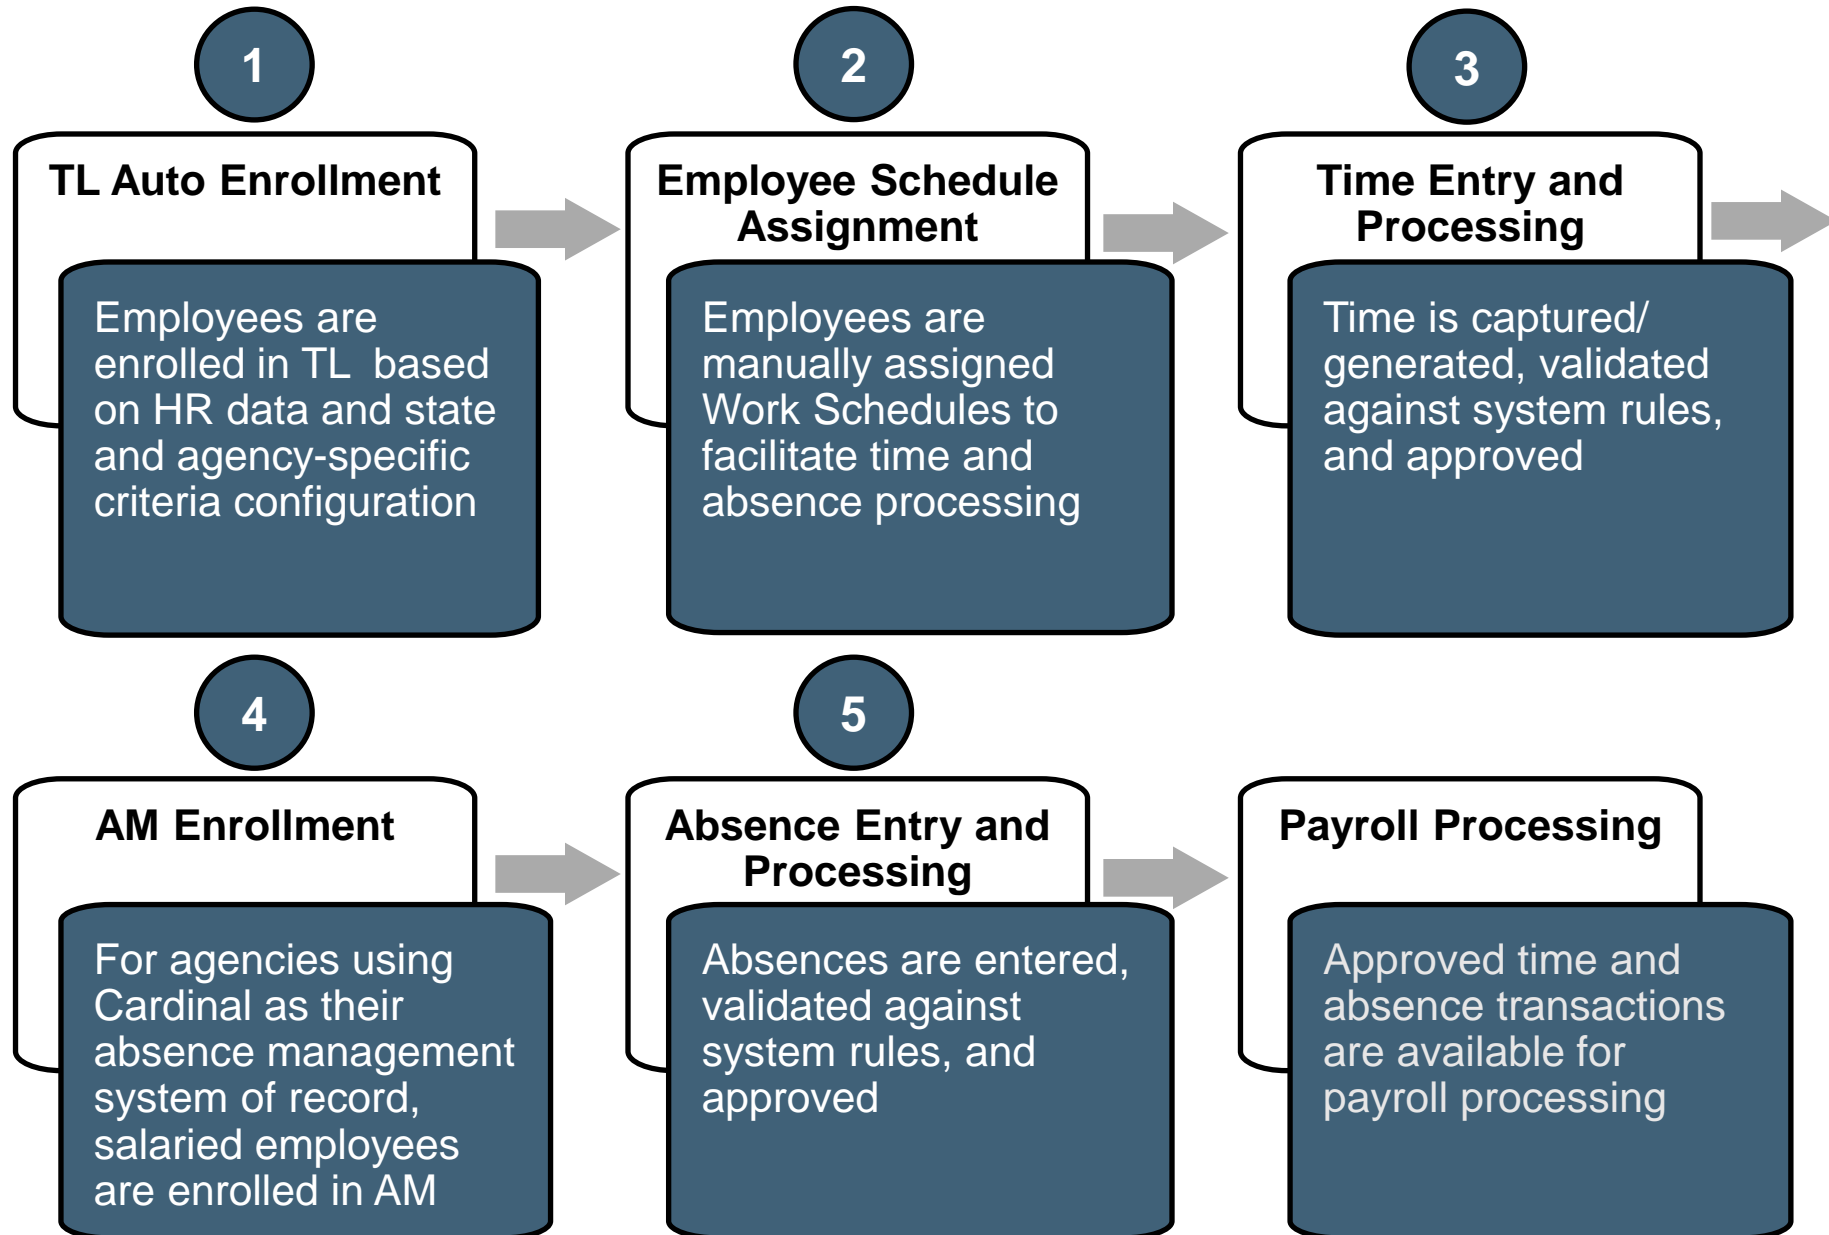 1
TL Auto Enrollment
Employees are
enrolled in TL  based
on HR data and state
and agency-specific
criteria configuration
2
Employee Schedule
Assignment
Employees are
manually assigned
Work Schedules to
facilitate time and
absence processing
3
Time Entry and
Processing
Time is captured/
generated, validated
against system rules,
and approved
4
AM Enrollment
For agencies using
Cardinal as their
absence management
system of record,
salaried employees
are enrolled in AM
5
Absence Entry and
Processing
Absences are entered,
validated against
system rules, and
approved
Payroll Processing
Approved time and
absence transactions
are available for
payroll processing